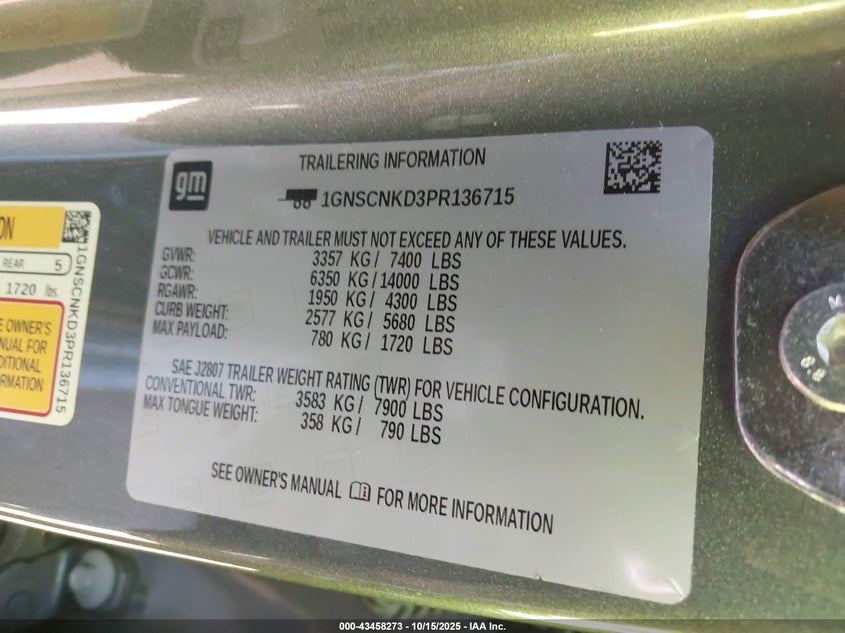 TRAILERING INFORMATION
gm
1GNSCNKD3PR136715
VEHICLE AND TRAILER MUST NOT EXCEED ANY OF THESE VALUES.
GVWR: 3357 KG / 7400 LBS
GCWR: 6350 KG / 14000 LBS
RGAWR: 1950 KG / 4300 LBS
CURB WEIGHT: 2577 KG / 5680 LBS
MAX PAYLOAD: 780 KG / 1720 LBS
SAE J2807 TRAILER WEIGHT RATING (TWR) FOR VEHICLE CONFIGURATION.
CONVENTIONAL TWR: 3583 KG / 7900 LBS
MAX TONGUE WEIGHT: 358 KG / 790 LBS
SEE OWNER'S MANUAL FOR MORE INFORMATION
REAR 5
1720 lbs.
OWNER'S
FOR
1GNSCNKD3PR136715
000-43458273 - 10/15/2025 - IAA Inc.